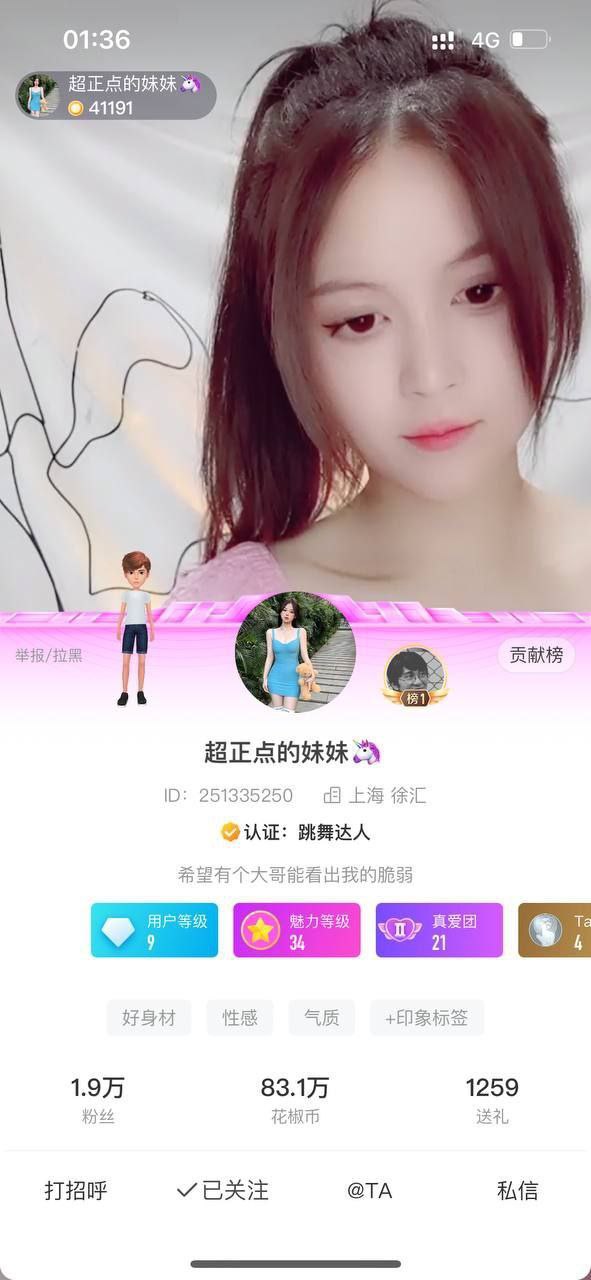 01:36
4G
超正点的妹妹🦄
41191
举报/拉黑
榜1
贡献榜
超正点的妹妹🦄
ID：251335250 上海 徐汇
认证：跳舞达人
希望有个大哥能看出我的脆弱
用户等级 魅力等级 真爱团 Ta
9 34 II 21 4
好身材 性感 气质 +印象标签
1.9万 83.1万 1259
粉丝 花椒币 送礼
打招呼 已关注 @TA 私信